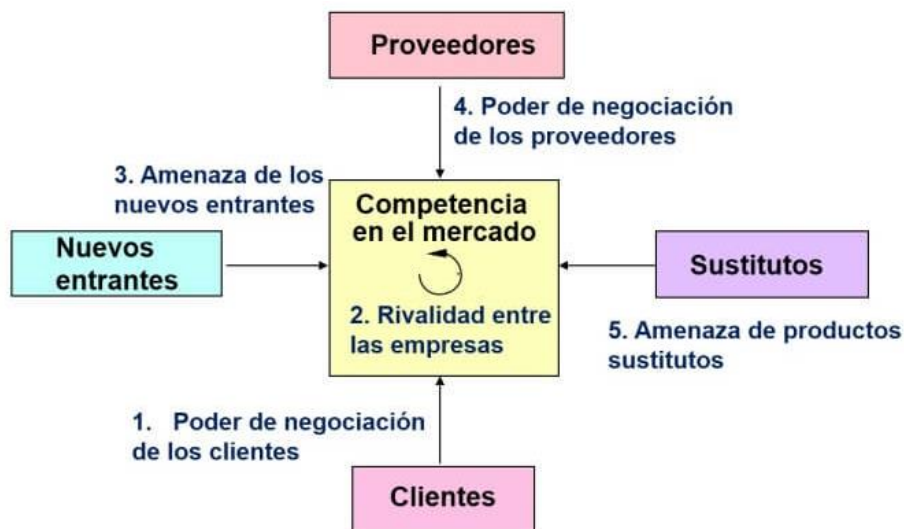 Proveedores
4. Poder de negociación
de los proveedores
3. Amenaza de los
nuevos entrantes
Competencia
en el mercado
Nuevos
entrantes
Sustitutos
2. Rivalidad entre
las empresas
5. Amenaza de productos
sustitutos
1. Poder de negociación
de los clientes
Clientes